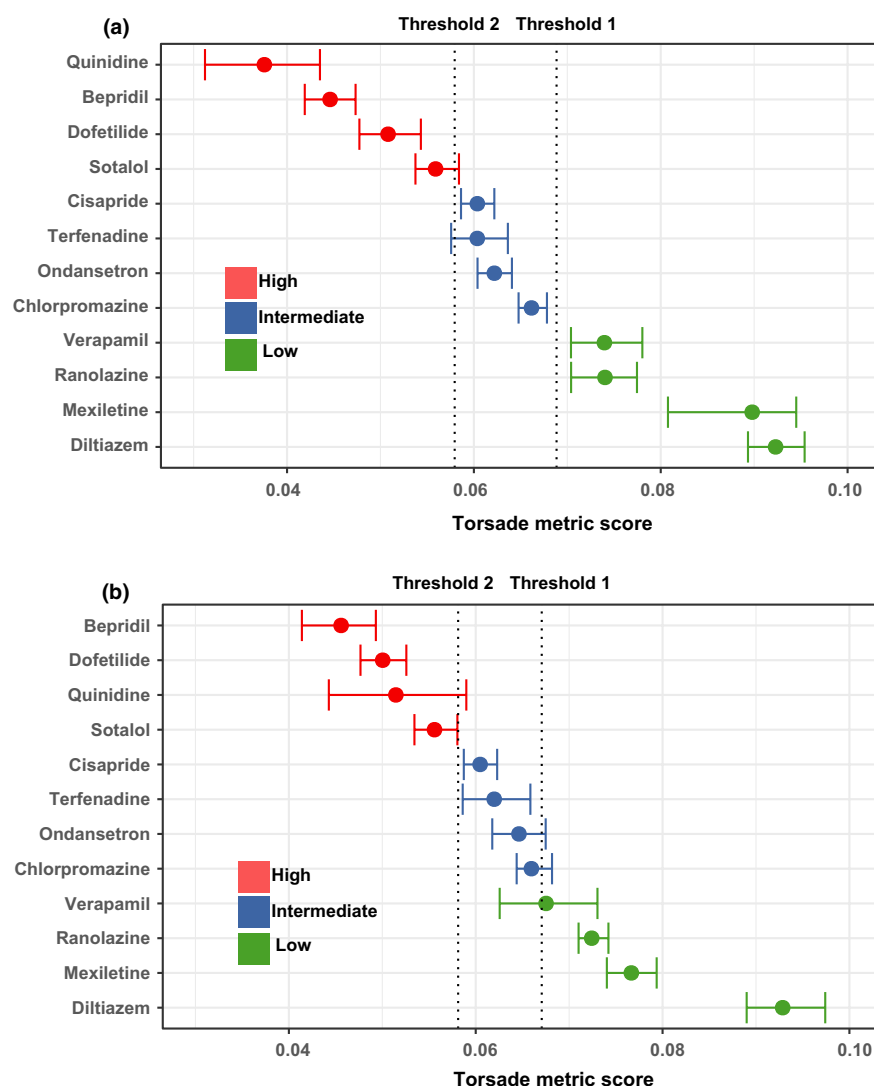 (a)
Threshold 2 Threshold 1
Quinidine
Bepridil
Dofetilide
Sotalol
Cisapride
Terfenadine
Ondansetron
Chlorpromazine
Verapamil
Ranolazine
Mexiletine
Diltiazem
High
Intermediate
Low
0.04 0.06 0.08 0.10
Torsade metric score
(b)
Threshold 2 Threshold 1
Bepridil
Dofetilide
Quinidine
Sotalol
Cisapride
Terfenadine
Ondansetron
Chlorpromazine
Verapamil
Ranolazine
Mexiletine
Diltiazem
High
Intermediate
Low
0.04 0.06 0.08 0.10
Torsade metric score